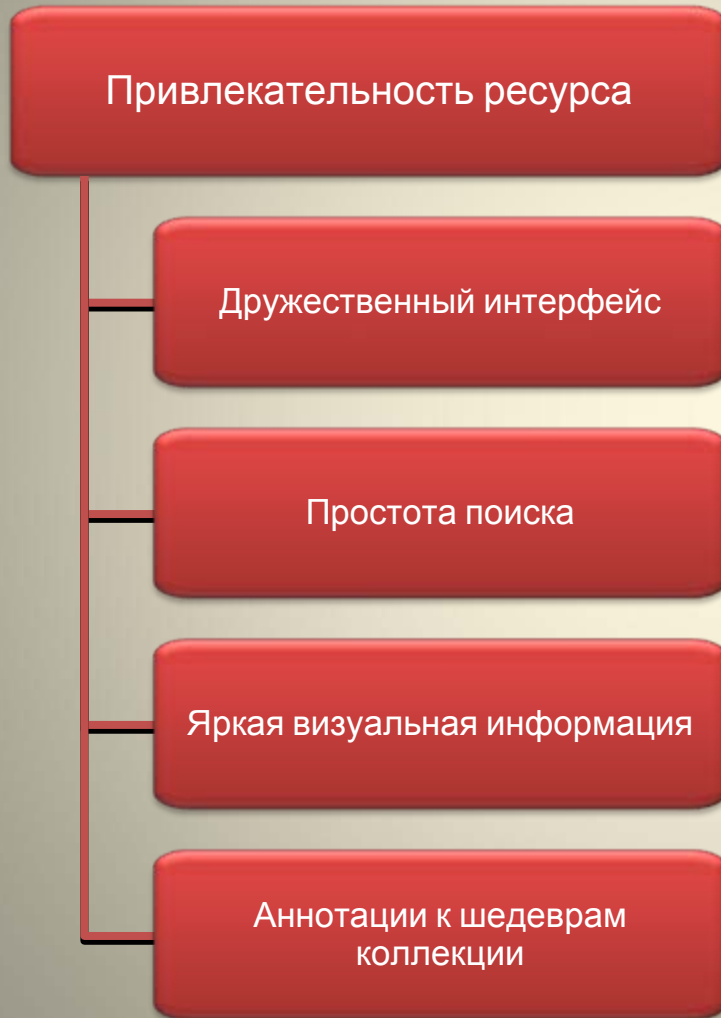 Привлекательность ресурса
Дружественный интерфейс
Простота поиска
Яркая визуальная информация
Аннотации к шедеврам
коллекции